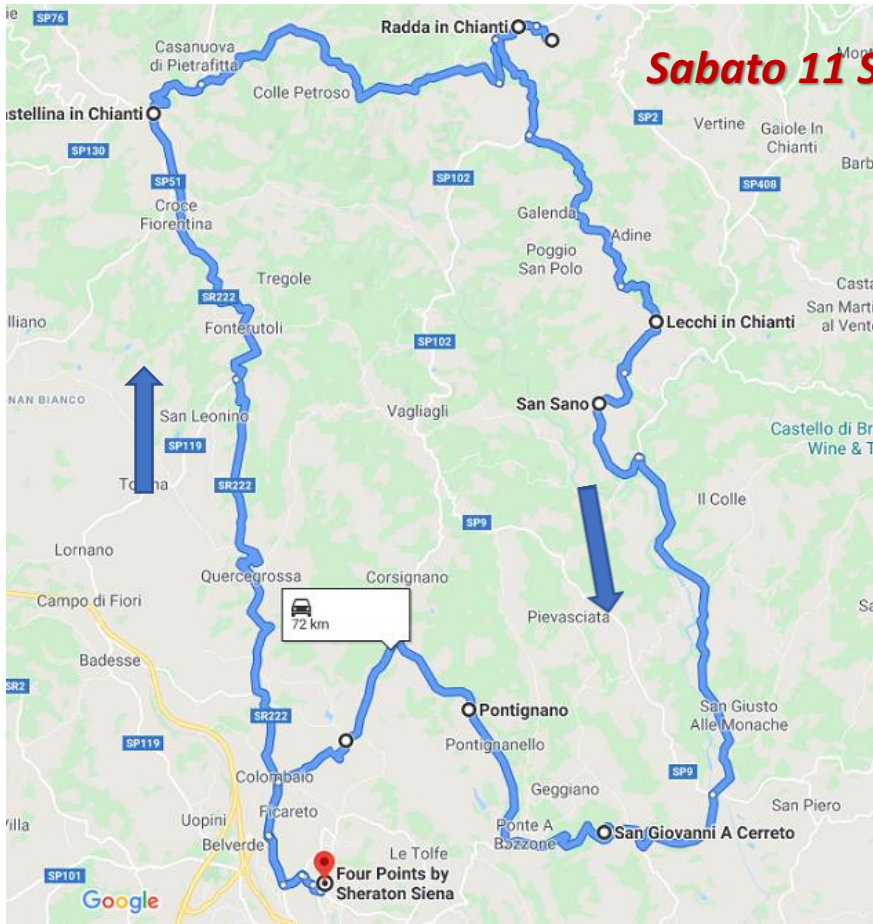 SP76
Radda in Chianti
Casanuova
di Pietrafitta
Sabato 11 S
Colle Petroso
SP2
Vertine
Gaiole In
Chianti
astellina in Chianti
SP130
SP102
SP408
SP51
Croce
Fiorentina
Galenda
Adine
Poggio
San Polo
Tregole
SR222
San Marti
al Vento
Lecchi in Chianti
Fonterutoli
SP102
NAN BIANCO
San Leonino
Vagliagli
San Sano
SP119
Castello di Br
Wine & T
SR222
Il Colle
SP9
Lornano
Quercegrossa
Corsignano
Campo di Fiori
72 km
Pievasciata
Badesse
SR2
San Giusto
Alle Monache
SR222
Pontignano
SP119
Pontignanello
Colombaio
SP9
Geggiano
Uopini
Ficareto
San Piero
Belverde
Ponte A
Bozzone
San Giovanni A Cerreto
Le Tolfe
Four Points by
Sheraton Siena
SP101
Google